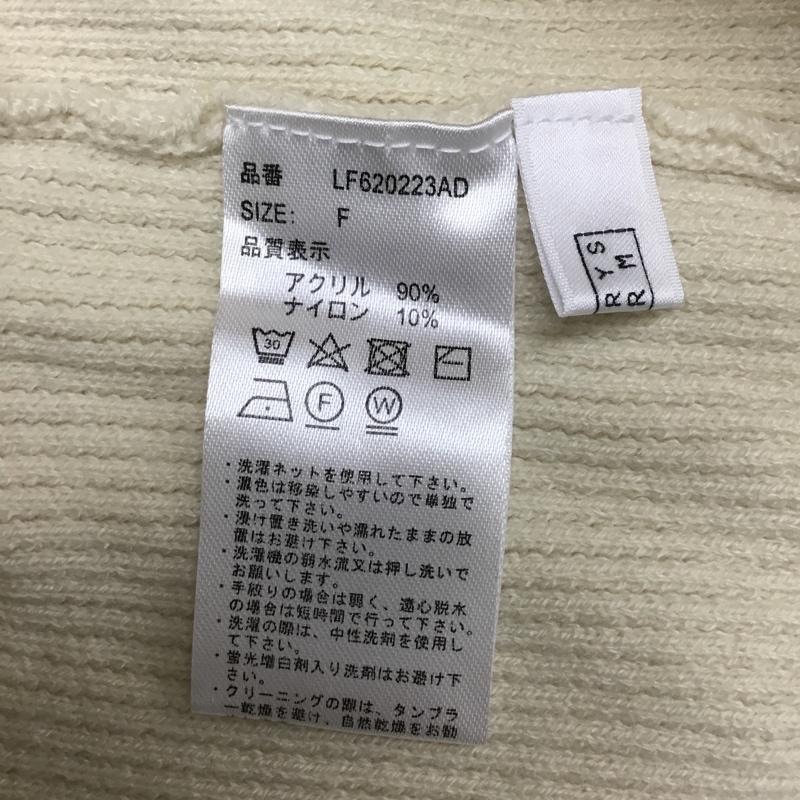 品番 LF620223AD
SIZE: F
品質表示
アクリル 90%
ナイロン 10%
30
F W
・洗濯ネットを使用して下さい。
・濃色は移染しやすいので単独で
洗って下さい。
・浸け置き洗いや濡れたままの放
置はお避け下さい。
・洗濯機の弱水流又は押し洗いで
お願いします。
・手絞りの場合は弱く、遠心脱水
の場合は短時間で行って下さい。
・洗濯の際は、中性洗剤を使用し
て下さい。
・蛍光増白剤入り洗剤はお避け下
さい。
・クリーニングの際は、タンブラ
ー乾燥を避け、自然乾燥をお勧
RYS
RM